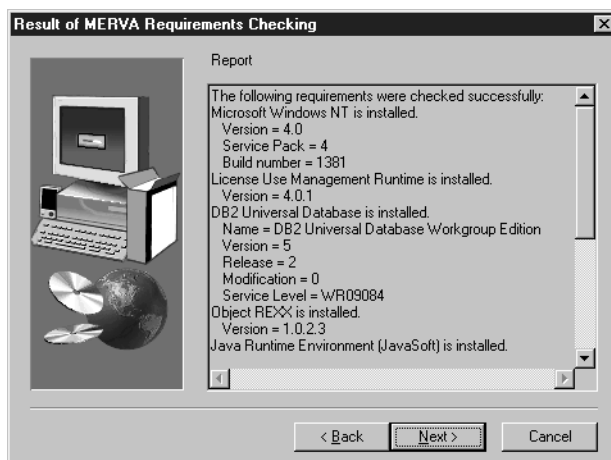 Result of MERVA Requirements Checking
Report
The following requirements were checked successfully:
Microsoft Windows NT is installed.
Version = 4.0
Service Pack = 4
Build number = 1381
License Use Management Runtime is installed.
Version = 4.0.1
DB2 Universal Database is installed.
Name = DB2 Universal Database Workgroup Edition
Version = 5
Release = 2
Modification = 0
Service Level = WR09084
Object REXX is installed.
Version = 1.0.2.3
Java Runtime Environment (JavaSoft) is installed.
< Back Next > Cancel